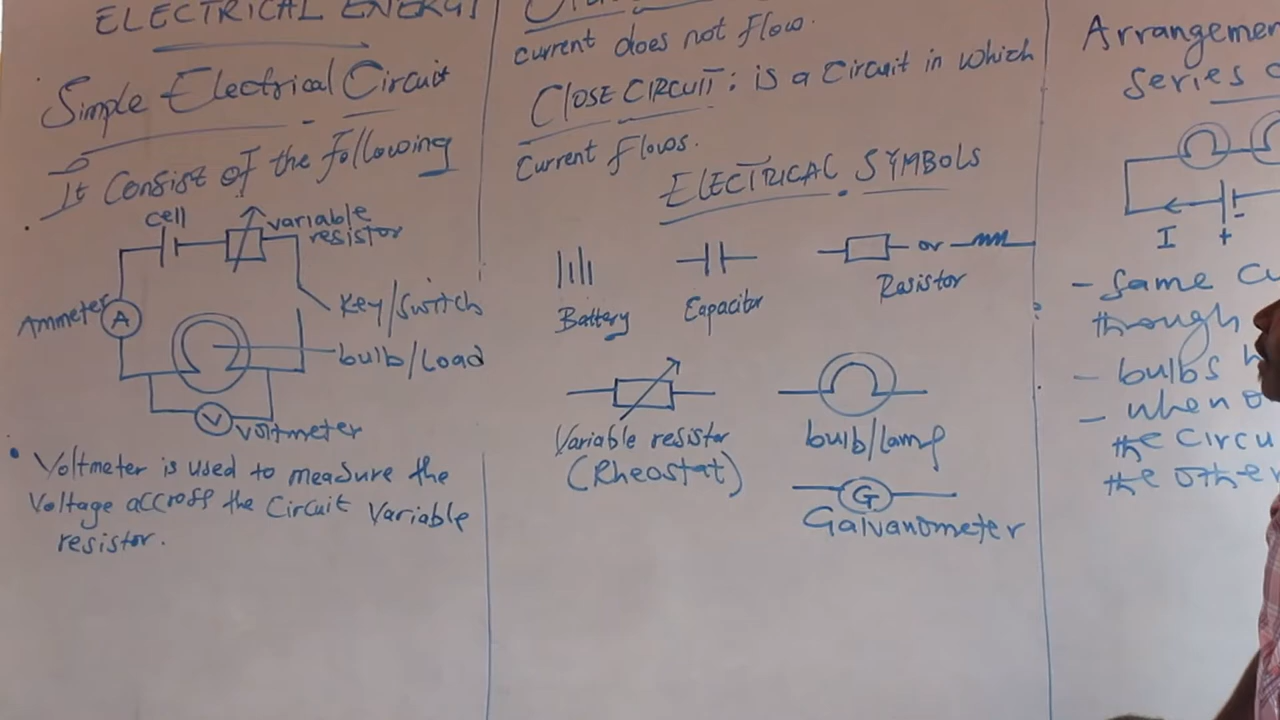 ELECTRICAL ENERGY
Simple Electrical Circuit
It Consist of the following
cell
variable
resistor
Ammeter
A
Key/Switch
bulb/Load
V
voltmeter
• Voltmeter is used to measure the
Voltage accross the Circuit Variable
resistor.
current does not flow.
CLOSE CIRCUIT: is a Circuit in which
Current flows.
ELECTRICAL SYMBOLS
Battery
Capacitor
or
Resistor
Variable resistor
(Rheostat)
bulb/lamp
G
Galvanometer
Series
I
+
-
- Same
through
- bulbs
- when
the
the other